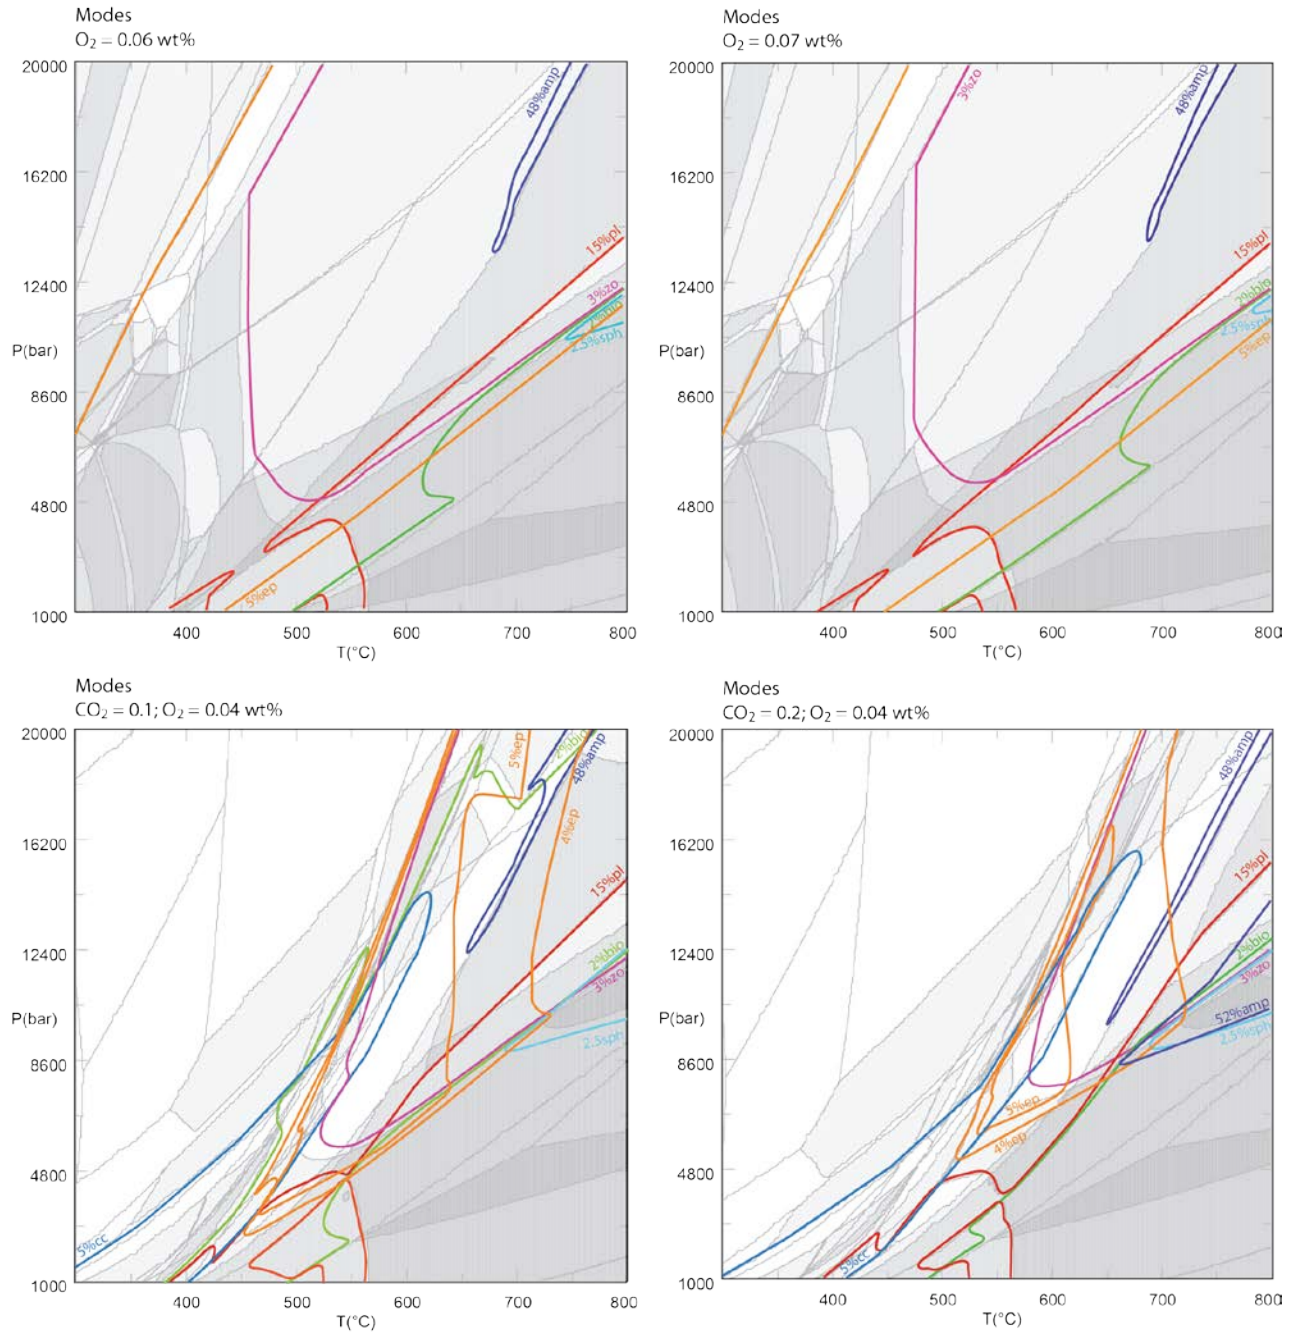 Modes
O₂ = 0.06 wt%
20000
16200
12400
P(bar)
8600
4800
1000
400
500
600
700
800
T(°C)
48%amp
15%pl
3%zo
2%bio
2.5%sph
5%ep
Modes
O₂ = 0.07 wt%
20000
16200
12400
P(bar)
8600
4800
1000
400
500
600
700
800
T(°C)
3%zo
48%amp
15%pl
2%bio
2.5%sph
5%ep
Modes
CO₂ = 0.1; O₂ = 0.04 wt%
20000
16200
12400
P(bar)
8600
4800
1000
400
500
600
700
800
T(°C)
5%ep
2%bio
48%amp
4%ep
15%pl
2%bio
3%zo
2.5sph
5%cc
Modes
CO₂ = 0.2; O₂ = 0.04 wt%
20000
16200
12400
P(bar)
8600
4800
1000
400
500
600
700
800
T(°C)
48%amp
15%pl
2%bio
3%zo
52%amp
2.5%sph
5%ep
4%ep
5%cc